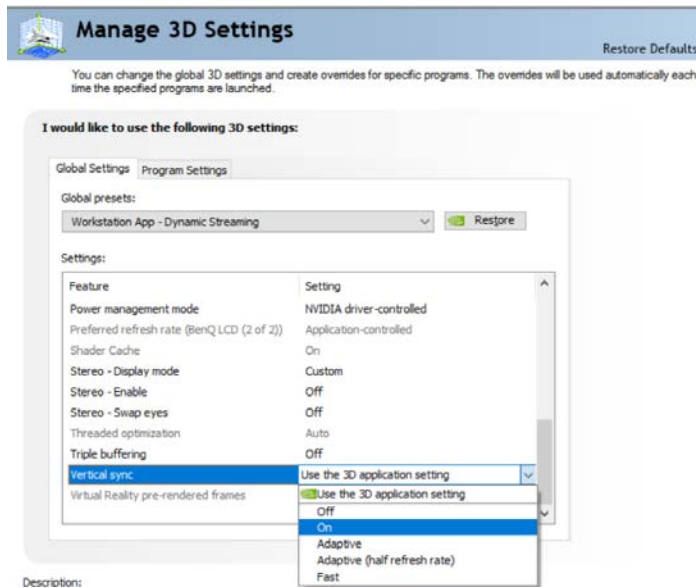 Manage 3D Settings
Restore Defaults
You can change the global 3D settings and create overrides for specific programs. The overrides will be used automatically each
time the specified programs are launched.
I would like to use the following 3D settings:
Global Settings Program Settings
Global presets:
Workstation App - Dynamic Streaming Restore
Settings:
Feature Setting
Power management mode NVIDIA driver-controlled
Preferred refresh rate (BenQ LCD (2 of 2)) Application-controlled
Shader Cache On
Stereo - Display mode Custom
Stereo - Enable Off
Stereo - Swap eyes Off
Threaded optimization Auto
Triple buffering Off
Vertical sync Use the 3D application setting
Virtual Reality pre-rendered frames Use the 3D application setting
Off
On
Adaptive
Adaptive (half refresh rate)
Fast
Description: